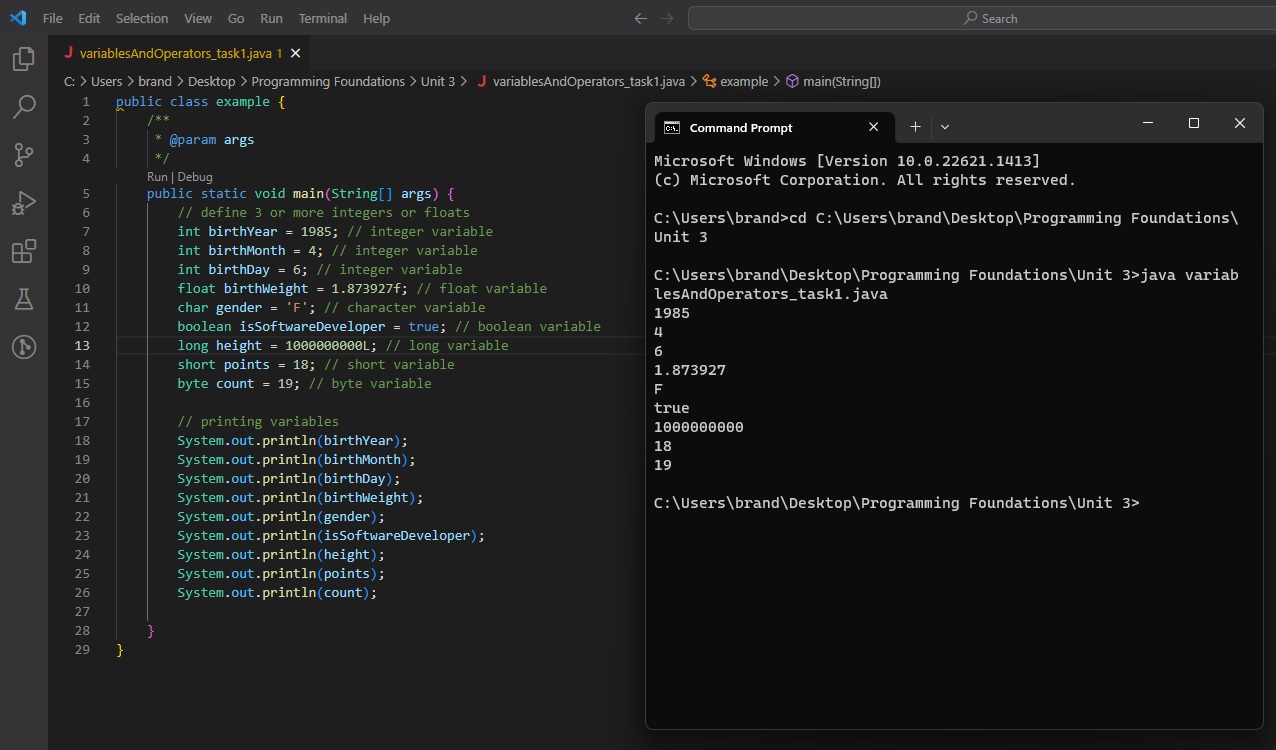 File Edit Selection View Go Run Terminal Help
Search
J variablesAndOperators_task1.java 1
C: > Users > brand > Desktop > Programming Foundations > Unit 3 > J variablesAndOperators_task1.java > example > main(String[])
1 public class example {
2 /**
3 * @param args
4 */
Run | Debug
5 public static void main(String[] args) {
6 // define 3 or more integers or floats
7 int birthYear = 1985; // integer variable
8 int birthMonth = 4; // integer variable
9 int birthDay = 6; // integer variable
10 float birthWeight = 1.873927f; // float variable
11 char gender = 'F'; // character variable
12 boolean isSoftwareDeveloper = true; // boolean variable
13 long height = 1000000000L; // long variable
14 short points = 18; // short variable
15 byte count = 19; // byte variable
16
17 // printing variables
18 System.out.println(birthYear);
19 System.out.println(birthMonth);
20 System.out.println(birthDay);
21 System.out.println(birthWeight);
22 System.out.println(gender);
23 System.out.println(isSoftwareDeveloper);
24 System.out.println(height);
25 System.out.println(points);
26 System.out.println(count);
27
28 }
29 }
Command Prompt
Microsoft Windows [Version 10.0.22621.1413]
(c) Microsoft Corporation. All rights reserved.
C:\Users\brand>cd C:\Users\brand\Desktop\Programming Foundations\
Unit 3
C:\Users\brand\Desktop\Programming Foundations\Unit 3>java variab
lesAndOperators_task1.java
1985
4
6
1.873927
F
true
1000000000
18
19
C:\Users\brand\Desktop\Programming Foundations\Unit 3>